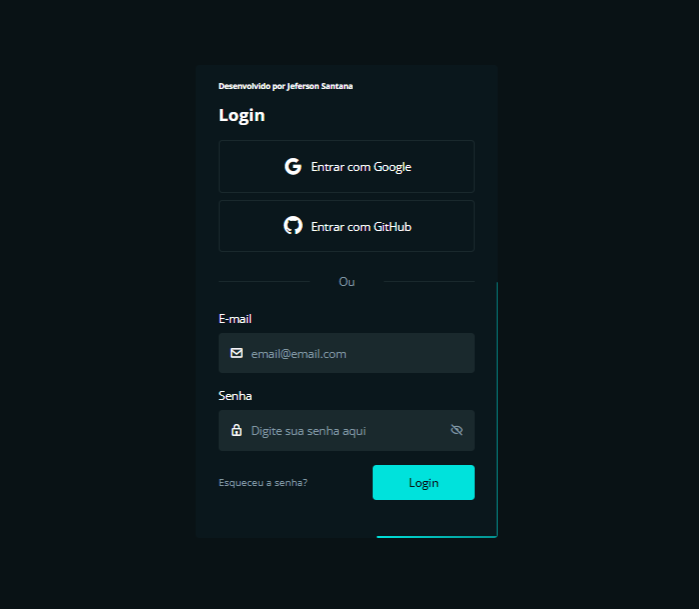 Desenvolvido por Jeferson Santana
Login
Entrar com Google
Entrar com GitHub
Ou
E-mail
email@email.com
Senha
Digite sua senha aqui
Esqueceu a senha?
Login